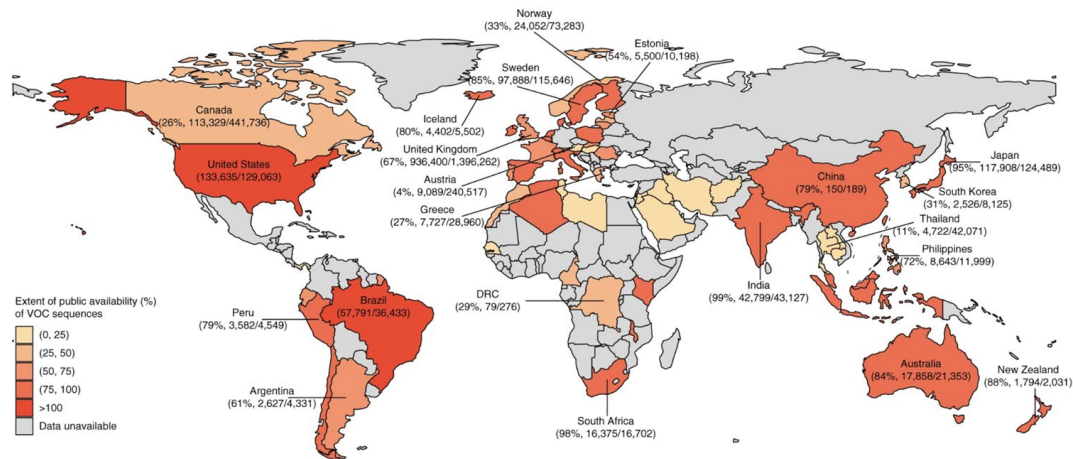 Norway
(33%, 24,052/73,283)
Estonia
(54%, 5,500/10,198)
Sweden
(85%, 97,888/115,646)
Canada
(26%, 113,329/441,736)
Iceland
(80%, 4,402/5,502)
United Kingdom
(67%, 936,400/1,396,262)
United States
(133,635/129,063)
Austria
(4%, 9,089/240,517)
Greece
(27%, 7,727/28,960)
China
(79%, 150/189)
Japan
(95%, 117,908/124,489)
South Korea
(31%, 2,526/8,125)
Thailand
(11%, 4,722/42,071)
Philippines
(72%, 8,643/11,999)
India
(99%, 42,799/43,127)
DRC
(29%, 79/276)
Brazil
(57,791/36,433)
Peru
(79%, 3,582/4,549)
Argentina
(61%, 2,627/4,331)
South Africa
(98%, 16,375/16,702)
Australia
(84%, 17,858/21,353)
New Zealand
(88%, 1,794/2,031)
Extent of public availability (%)
of VOC sequences
(0, 25)
(25, 50)
(50, 75)
(75, 100)
>100
Data unavailable